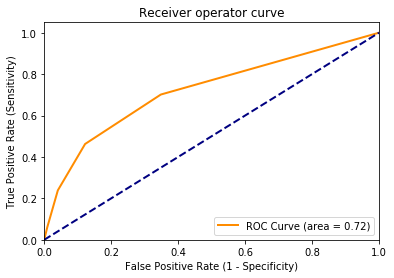 Receiver operator curve
True Positive Rate (Sensitivity)
1.0
0.8
0.6
0.4
0.2
0.0
ROC Curve (area = 0.72)
0.0 0.2 0.4 0.6 0.8 1.0
False Positive Rate (1 - Specificity)